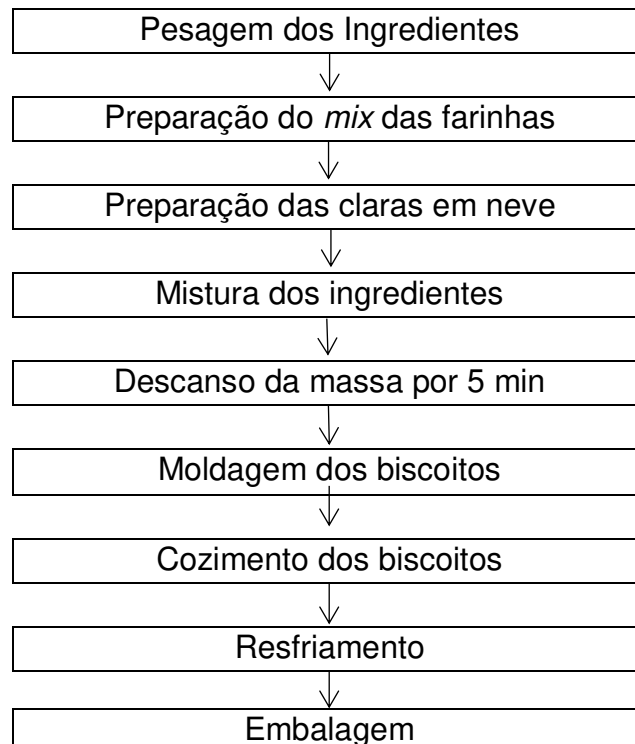 Pesagem dos Ingredientes
Preparação do mix das farinhas
Preparação das claras em neve
Mistura dos ingredientes
Descanso da massa por 5 min
Moldagem dos biscoitos
Cozimento dos biscoitos
Resfriamento
Embalagem